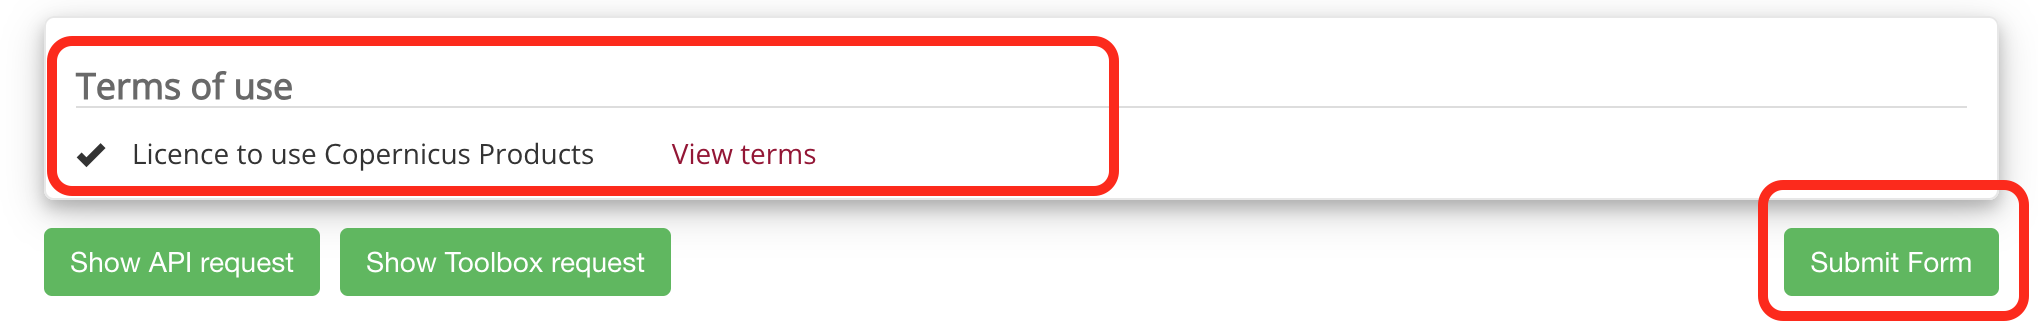 Terms of use
Licence to use Copernicus Products View terms
Show API request Show Toolbox request Submit Form